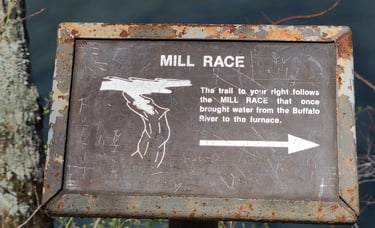 MILL RACE
The trail to your right follows
the MILL RACE that once
brought water from the Buffalo
River to the furnace.